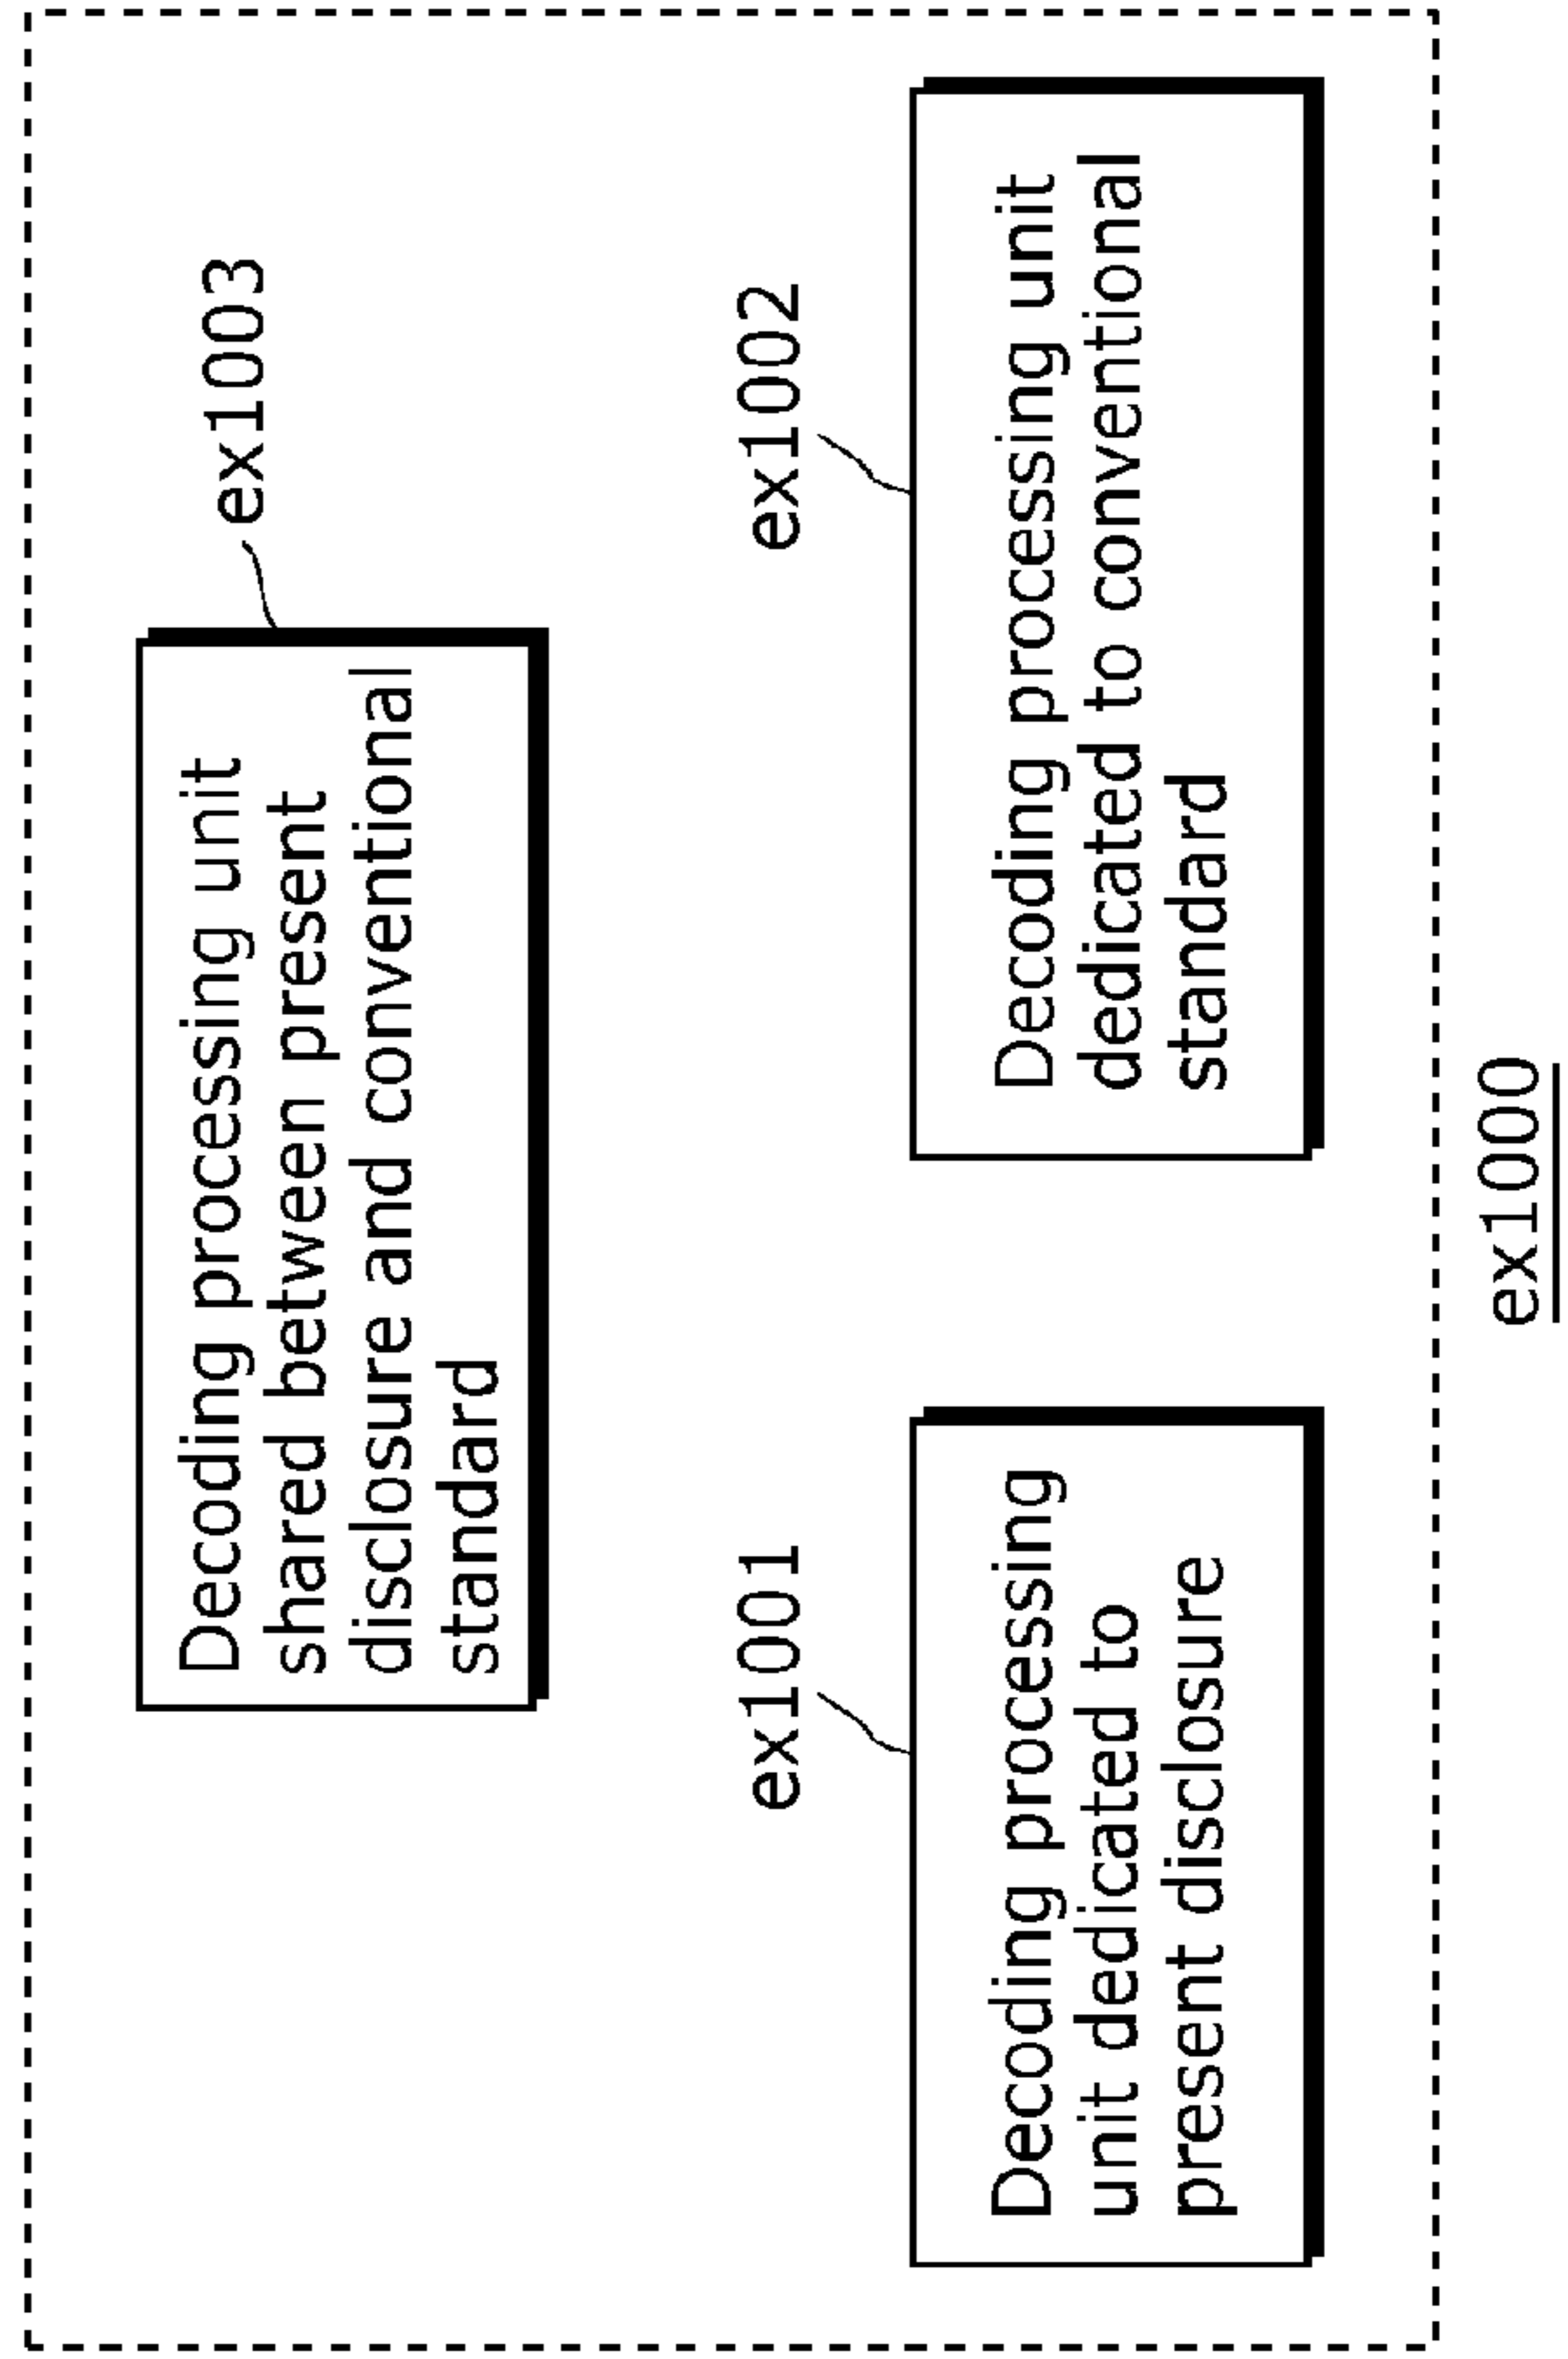 ex1003
Decoding processing unit
shared between present
disclosure and conventional
standard
ex1001
Decoding processing
unit dedicated to
present disclosure
ex1002
Decoding processing unit
dedicated to conventional
standard
ex1000